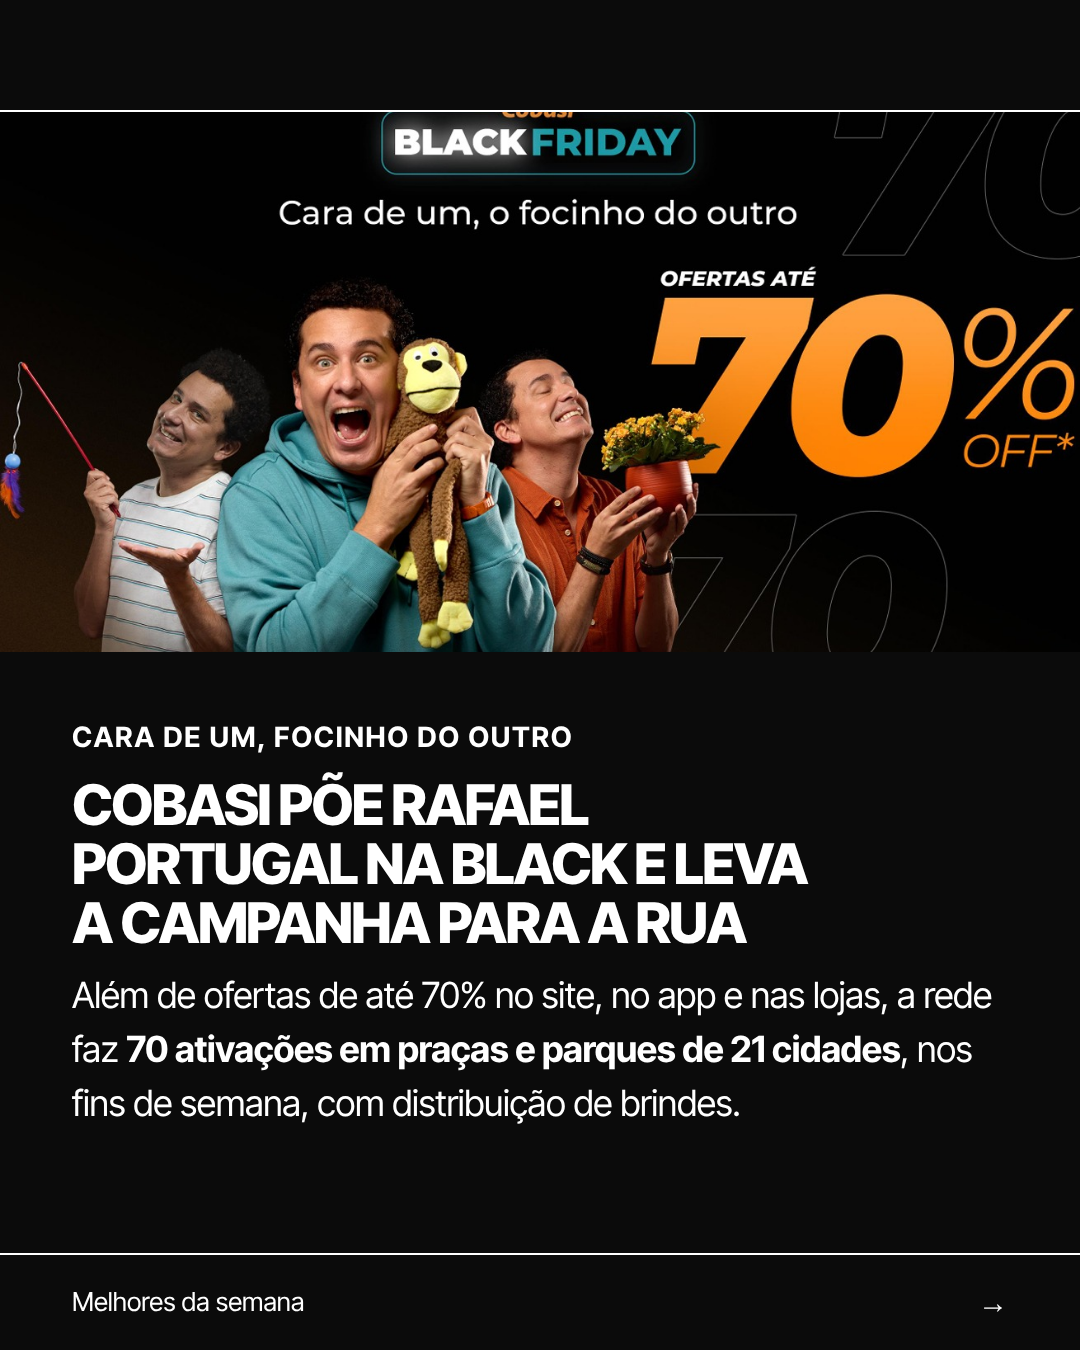 Cobasi
BLACK FRIDAY
Cara de um, o focinho do outro
OFERTAS ATÉ
70%
OFF*
70
70
CARA DE UM, FOCINHO DO OUTRO
COBASI PÕE RAFAEL
PORTUGAL NA BLACK E LEVA
A CAMPANHA PARA A RUA
Além de ofertas de até 70% no site, no app e nas lojas, a rede
faz 70 ativações em praças e parques de 21 cidades, nos
fins de semana, com distribuição de brindes.
Melhores da semana
→